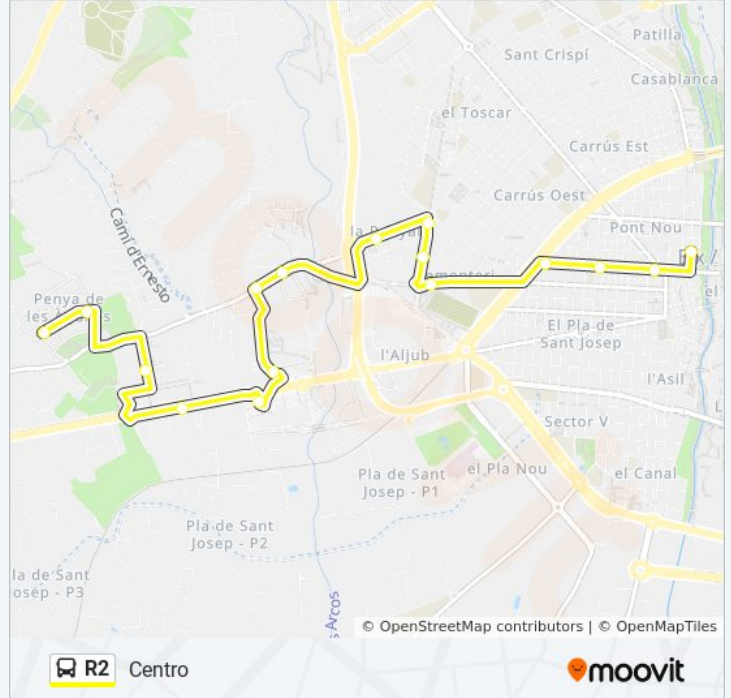 Patilla
Sant Crispí
Casablanca
el Toscar
Carrús Est
Carrús Oest
Pont Nou
Camí d'Ernesto
Penya de
El Pla de
Sant Josep
l'Aljub
l'Asil
Sector V
Pla de Sant
Josep - P1
el Pla Nou
el Canal
Pla de Sant
Josep - P2
la de Sant
osep - P3
s Arcos
© OpenStreetMap contributors | © OpenMapTiles
R2 Centro
moovit